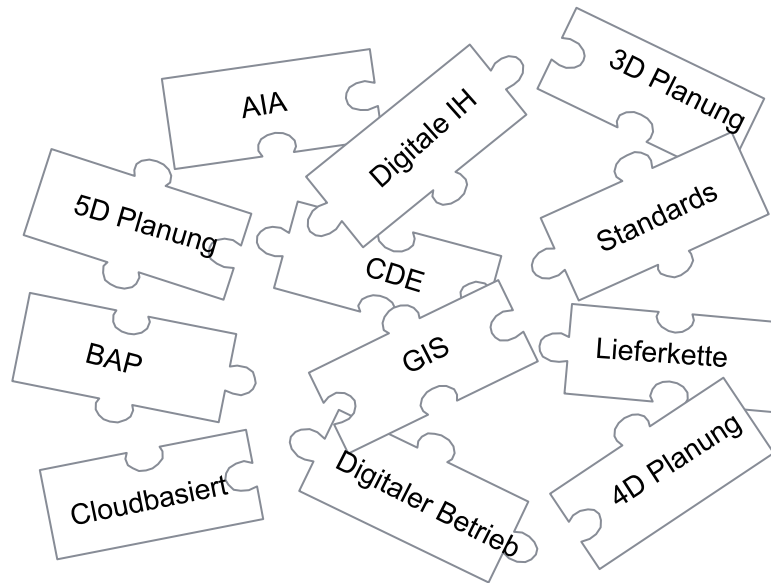 AIA
Digitale IH
3D Planung
5D Planung
CDE
Standards
BAP
GIS
Lieferkette
Cloudbasiert
Digitaler Betrieb
4D Planung